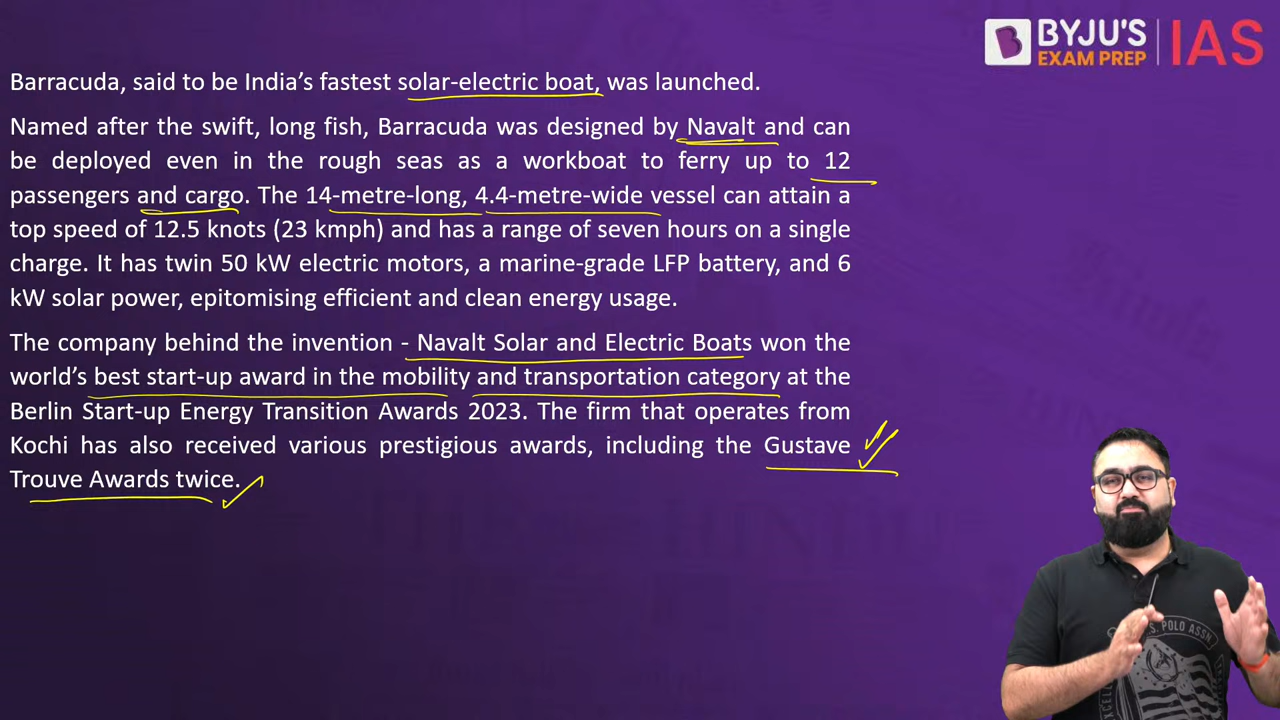 BYJU'S
EXAM PREP
IAS
Barracuda, said to be India's fastest solar-electric boat, was launched.
Named after the swift, long fish, Barracuda was designed by Navalt and can
be deployed even in the rough seas as a workboat to ferry up to 12
passengers and cargo. The 14-metre-long, 4.4-metre-wide vessel can attain a
top speed of 12.5 knots (23 kmph) and has a range of seven hours on a single
charge. It has twin 50 kW electric motors, a marine-grade LFP battery, and 6
kW solar power, epitomising efficient and clean energy usage.
The company behind the invention - Navalt Solar and Electric Boats won the
world's best start-up award in the mobility and transportation category at the
Berlin Start-up Energy Transition Awards 2023. The firm that operates from
Kochi has also received various prestigious awards, including the Gustave
Trouve Awards twice.
S. POLO ASSN